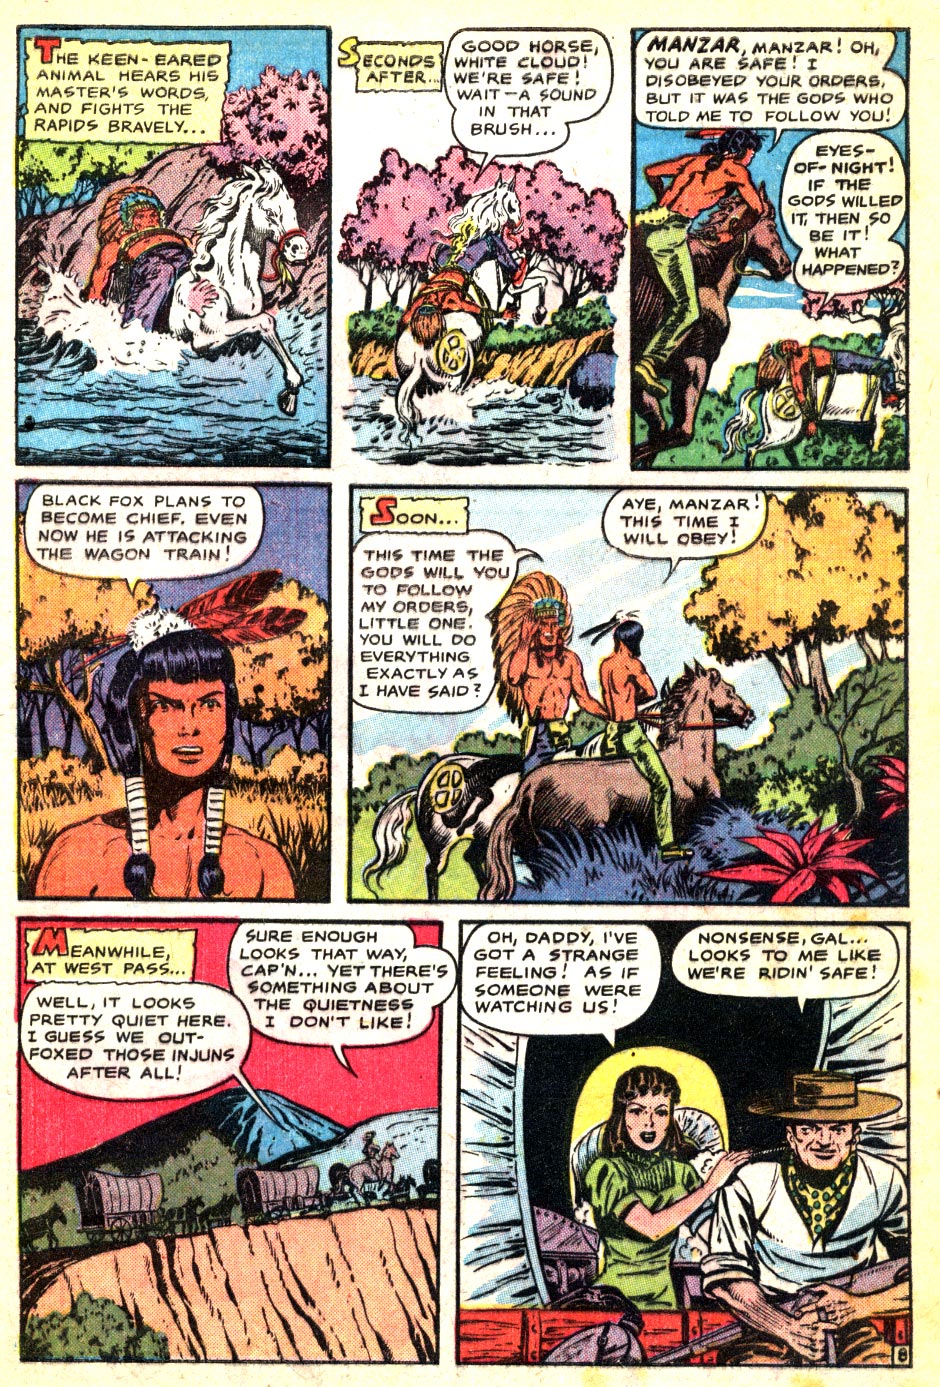 THE KEEN-EARED
ANIMAL HEARS HIS
MASTER'S WORDS,
AND FIGHTS THE
RAPIDS BRAVELY...
SECONDS
AFTER...
GOOD HORSE,
WHITE CLOUD!
WE'RE SAFE!
WAIT—A SOUND
IN THAT
BRUSH...
MANZAR, MANZAR! OH,
YOU ARE SAFE! I
DISOBEYED YOUR ORDERS,
BUT IT WAS THE GODS WHO
TOLD ME TO FOLLOW YOU!
EYES-
OF-NIGHT!
IF THE
GODS WILLED
IT, THEN SO
BE IT!
WHAT
HAPPENED?
BLACK FOX PLANS TO
BECOME CHIEF. EVEN
NOW HE IS ATTACKING
THE WAGON TRAIN!
SOON...
THIS TIME THE
GODS WILL YOU
TO FOLLOW
MY ORDERS,
LITTLE ONE.
YOU WILL DO
EVERYTHING
EXACTLY AS
I HAVE SAID?
AYE, MANZAR!
THIS TIME I
WILL OBEY!
MEANWHILE,
AT WEST PASS...
WELL, IT LOOKS
PRETTY QUIET HERE.
I GUESS WE OUT-
FOXED THOSE INJUNS
AFTER ALL!
SURE ENOUGH
LOOKS THAT WAY,
CAP'N... YET THERE'S
SOMETHING ABOUT
THE QUIETNESS
I DON'T LIKE!
OH, DADDY, I'VE
GOT A STRANGE
FEELING! AS IF
SOMEONE WERE
WATCHING US!
NONSENSE, GAL...
LOOKS TO ME LIKE
WE'RE RIDIN' SAFE!
8